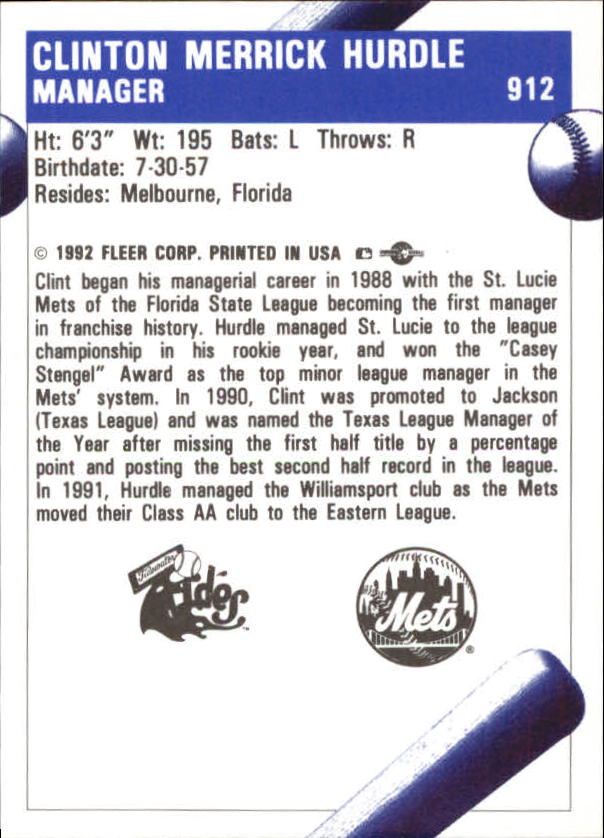 CLINTON MERRICK HURDLE
MANAGER 912
Ht: 6'3" Wt: 195 Bats: L Throws: R
Birthdate: 7-30-57
Resides: Melbourne, Florida
© 1992 FLEER CORP. PRINTED IN USA
Clint began his managerial career in 1988 with the St. Lucie
Mets of the Florida State League becoming the first manager
in franchise history. Hurdle managed St. Lucie to the league
championship in his rookie year, and won the "Casey
Stengel" Award as the top minor league manager in the
Mets' system. In 1990, Clint was promoted to Jackson
(Texas League) and was named the Texas League Manager of
the Year after missing the first half title by a percentage
point and posting the best second half record in the league.
In 1991, Hurdle managed the Williamsport club as the Mets
moved their Class AA club to the Eastern League.
Tidewater
Tides TM
Mets ®